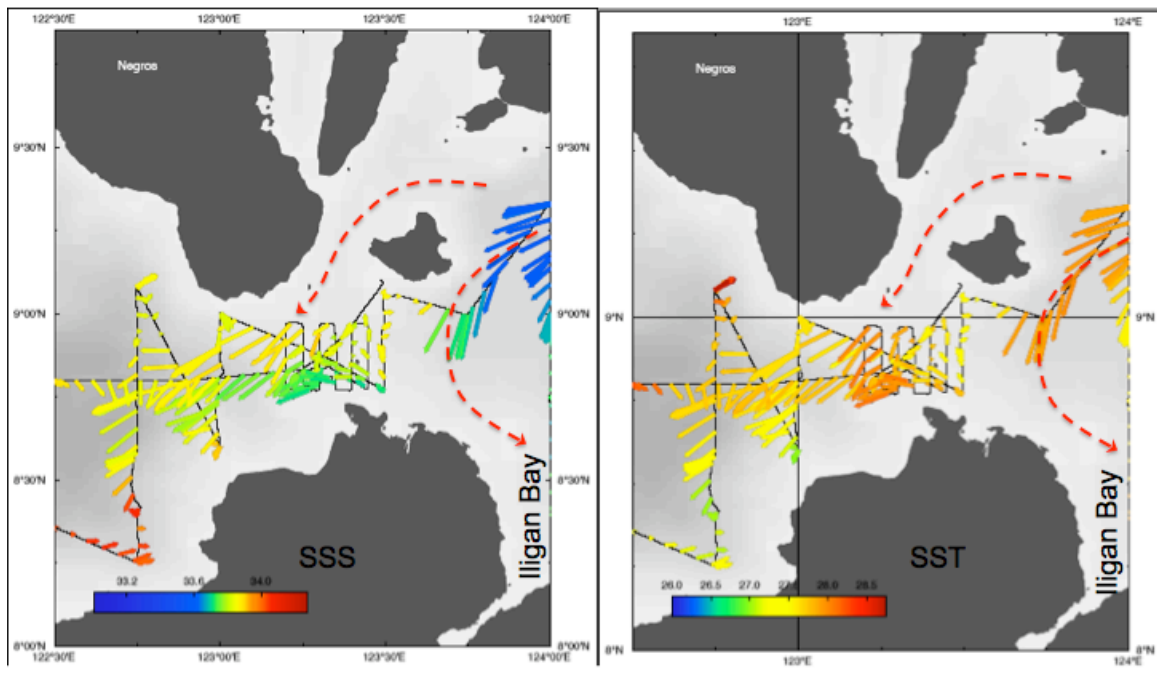 122°30'E 123°00'E 123°30'E 124°00'E
Negros
9°30'N 9°30'N
9°00'N 9°00'N
8°30'N 8°30'N
SSS
Iligan Bay
33.2 33.6 34.0
8°00'N 8°00'N
122°30'E 123°00'E 123°30'E 124°00'E
123°E 124°E
Negros
9°N 9°N
SST
Iligan Bay
26.0 26.5 27.0 27.5 28.0 28.5
8°N 8°N
123°E 124°E